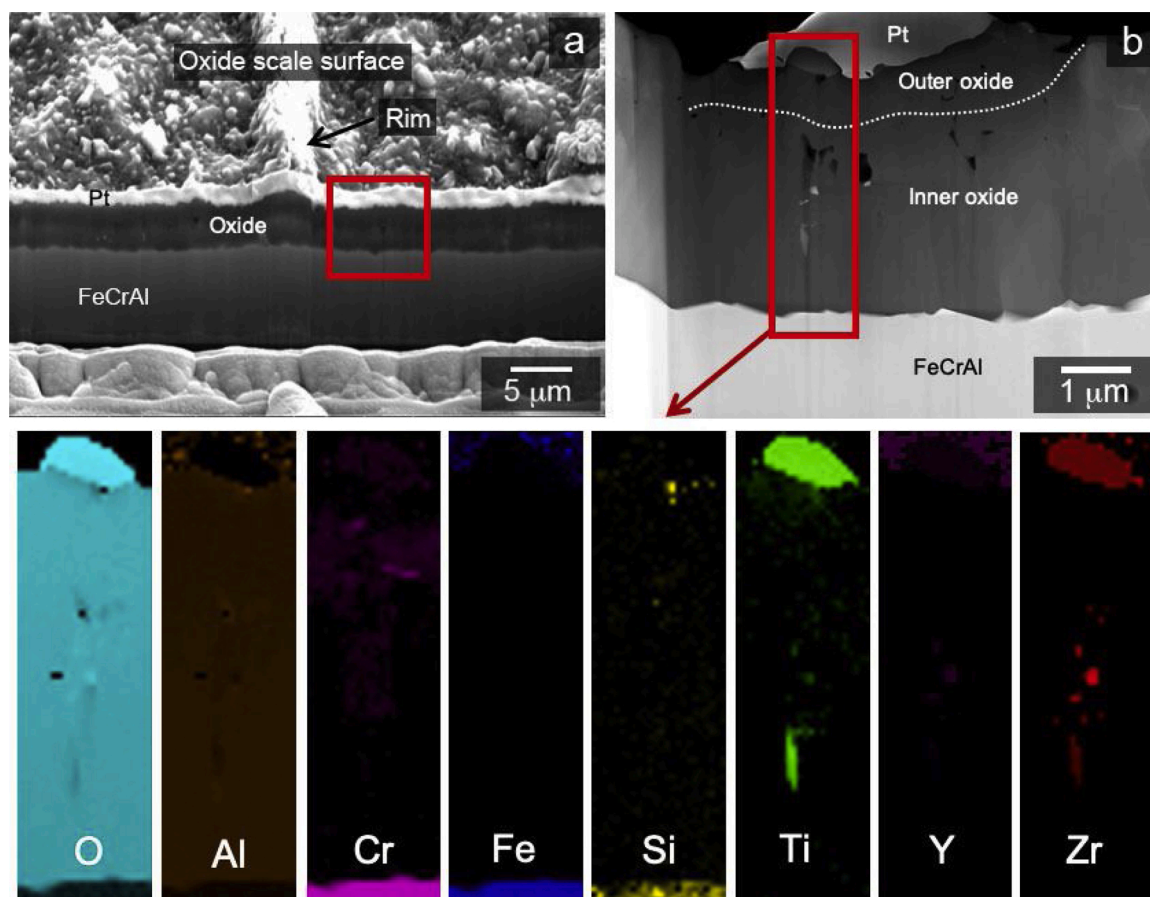 a
Oxide scale surface
Rim
Pt
Oxide
FeCrAl
5 μm
b
Pt
Outer oxide
Inner oxide
FeCrAl
1 μm
O
Al
Cr
Fe
Si
Ti
Y
Zr